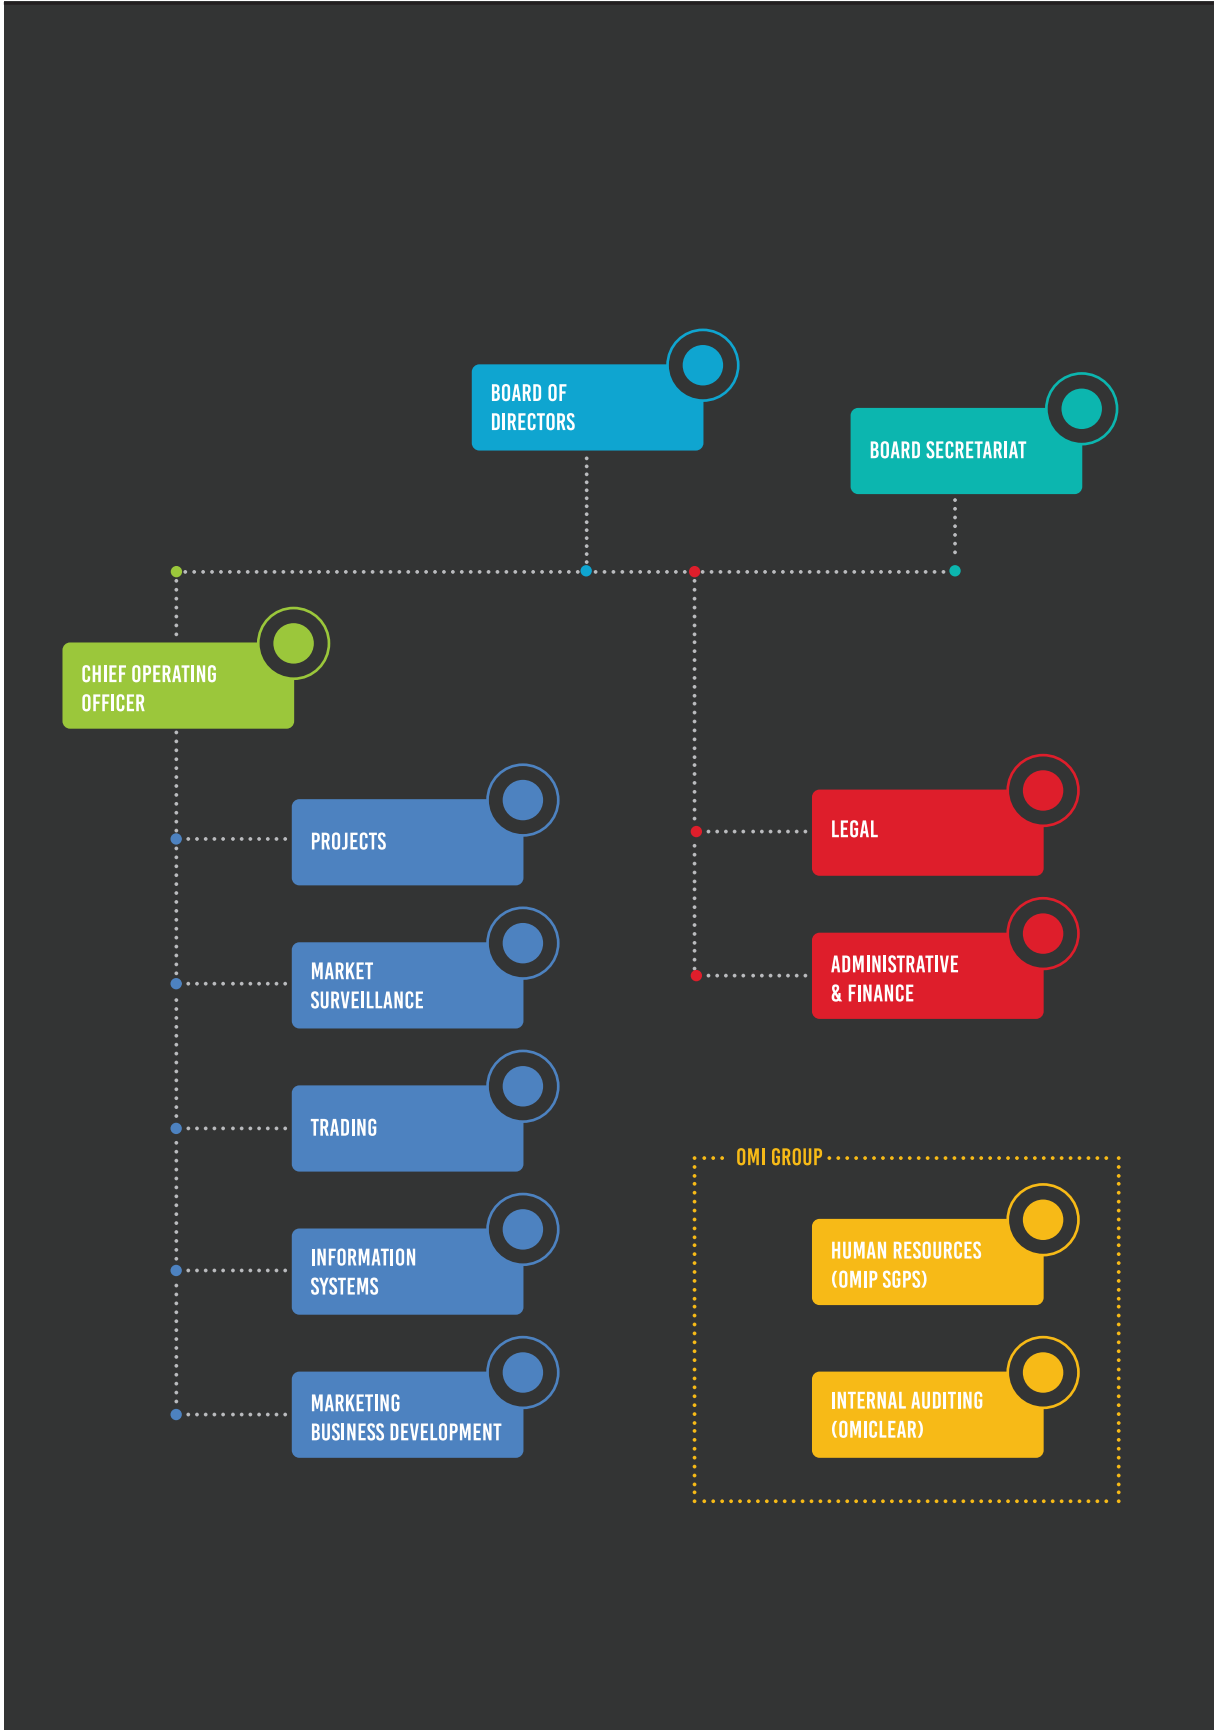 BOARD OF
DIRECTORS
BOARD SECRETARIAT
CHIEF OPERATING
OFFICER
PROJECTS
MARKET
SURVEILLANCE
TRADING
INFORMATION
SYSTEMS
MARKETING
BUSINESS DEVELOPMENT
LEGAL
ADMINISTRATIVE
& FINANCE
OMI GROUP
HUMAN RESOURCES
(OMIP SGPS)
INTERNAL AUDITING
(OMICLEAR)